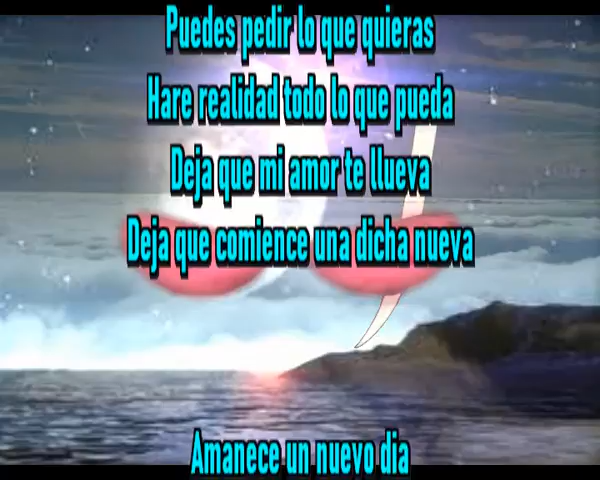 Puedes pedir lo que quieras
Hare realidad todo lo que pueda
Deja que mi amor te llueva
Deja que comience una dicha nueva
Amanece un nuevo dia